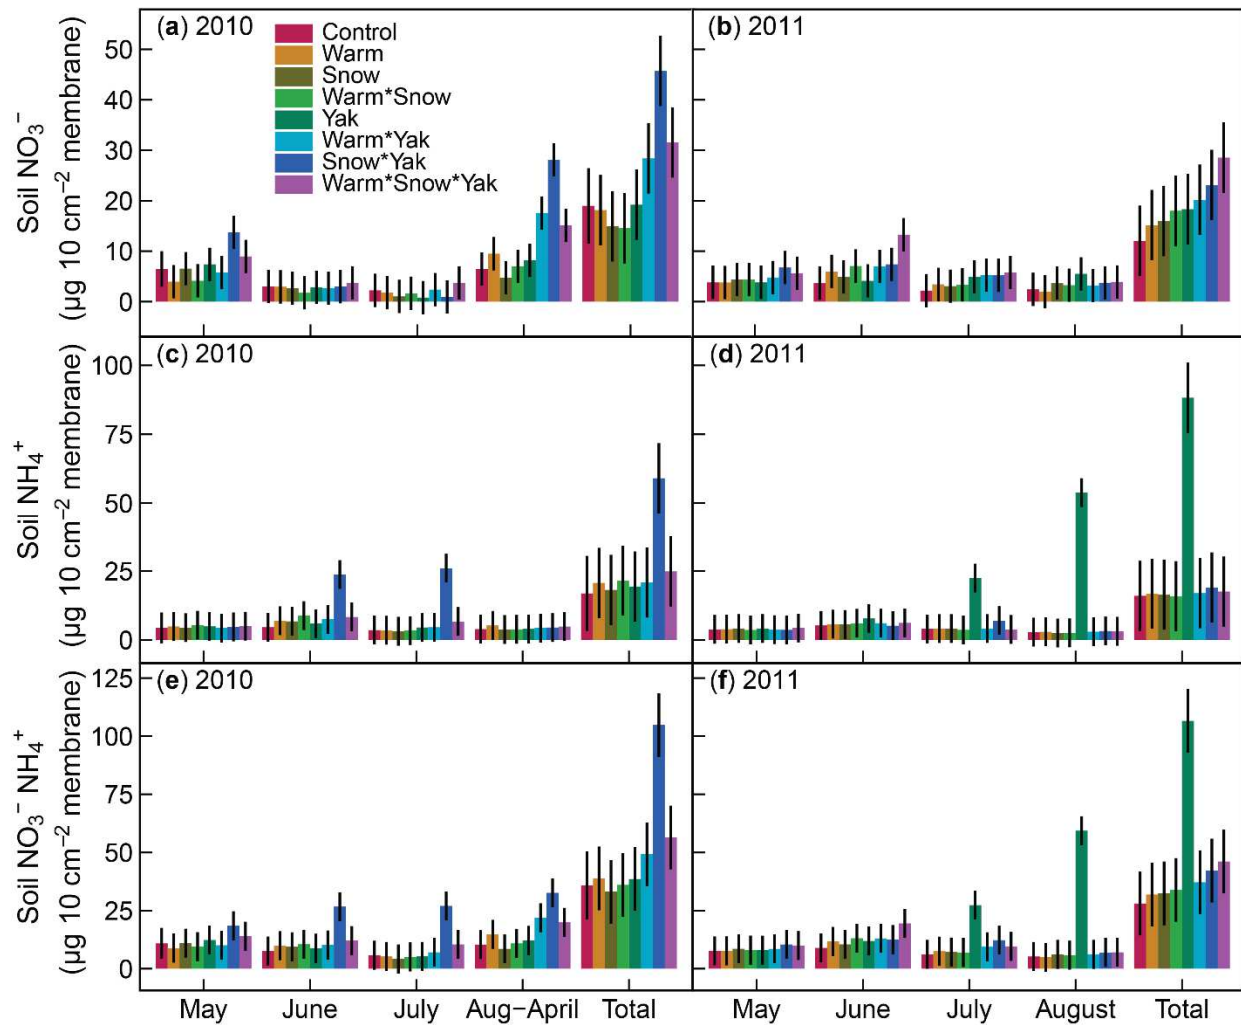 (a) 2010
Control
Warm
Snow
Warm*Snow
Yak
Warm*Yak
Snow*Yak
Warm*Snow*Yak
Soil NO₃⁻
(µg 10 cm⁻² membrane)
50
40
30
20
10
0
(b) 2011
(c) 2010
Soil NH₄⁺
(µg 10 cm⁻² membrane)
100
75
50
25
0
(d) 2011
(e) 2010
Soil NO₃⁻ NH₄⁺
(µg 10 cm⁻² membrane)
125
100
75
50
25
0
(f) 2011
May June July Aug–April Total
May June July August Total